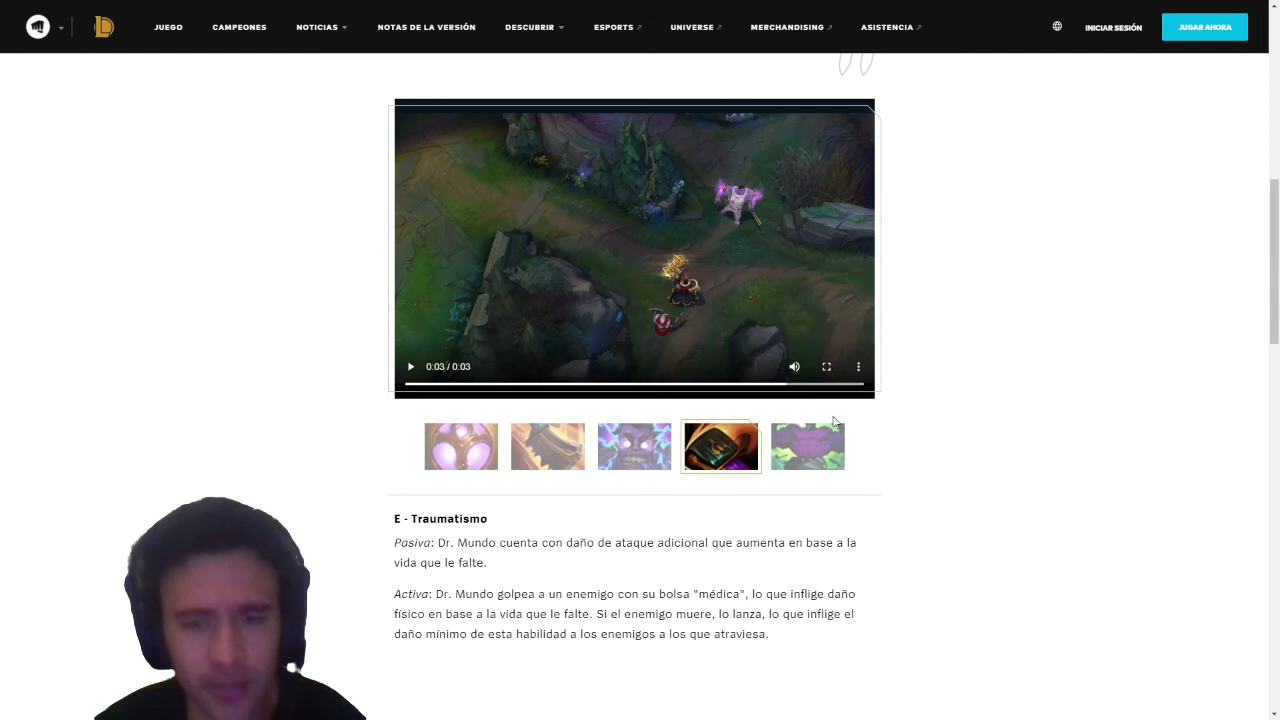 JUEGO CAMPEONES NOTICIAS NOTAS DE LA VERSIÓN DESCUBRIR ESPORTS UNIVERSE MERCHANDISING ASISTENCIA INICIAR SESIÓN JUGAR AHORA
0:03 / 0:03
E - Traumatismo
Pasiva: Dr. Mundo cuenta con daño de ataque adicional que aumenta en base a la
vida que le falte.
Activa: Dr. Mundo golpea a un enemigo con su bolsa "médica", lo que inflige daño
físico en base a la vida que le falte. Si el enemigo muere, lo lanza, lo que inflige el
daño mínimo de esta habilidad a los enemigos a los que atraviesa.